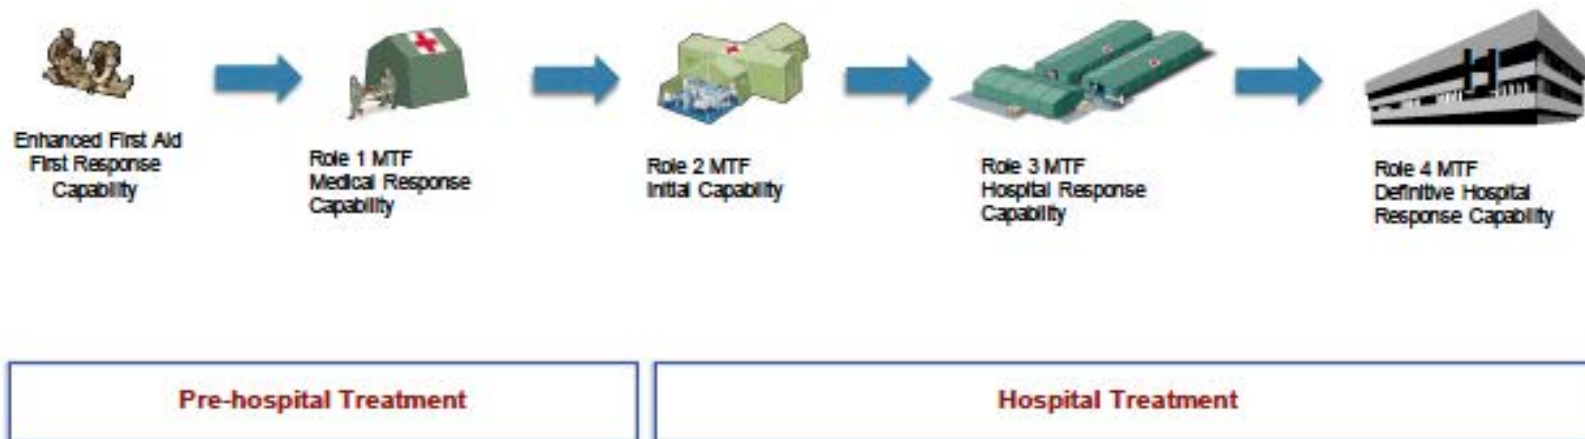 Enhanced First Aid
First Response
Capability
Role 1 MTF
Medical Response
Capability
Role 2 MTF
Initial Capability
Role 3 MTF
Hospital Response
Capability
H
Role 4 MTF
Definitive Hospital
Response Capability
Pre-hospital Treatment
Hospital Treatment